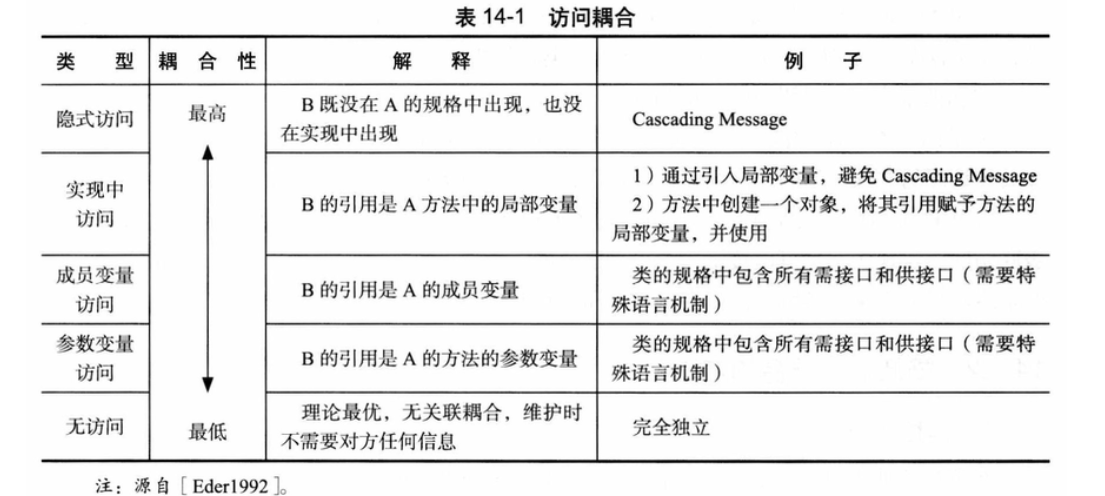 表 14-1 访问耦合
类 型 耦 合 性 解 释 例 子
隐式访问
最高
B 既没在 A 的规格中出现，也没
在实现中出现
Cascading Message
实现中
访问
B 的引用是 A 方法中的局部变量
1）通过引入局部变量，避免 Cascading Message
2）方法中创建一个对象，将其引用赋予方法的
局部变量，并使用
成员变量
访问
B 的引用是 A 的成员变量
类的规格中包含所有需接口和供接口（需要特
殊语言机制）
参数变量
访问
B 的引用是 A 的方法的参数变量
类的规格中包含所有需接口和供接口（需要特
殊语言机制）
无访问
最低
理论最优，无关联耦合，维护时
不需要对方任何信息
完全独立
注：源自［Eder1992］。